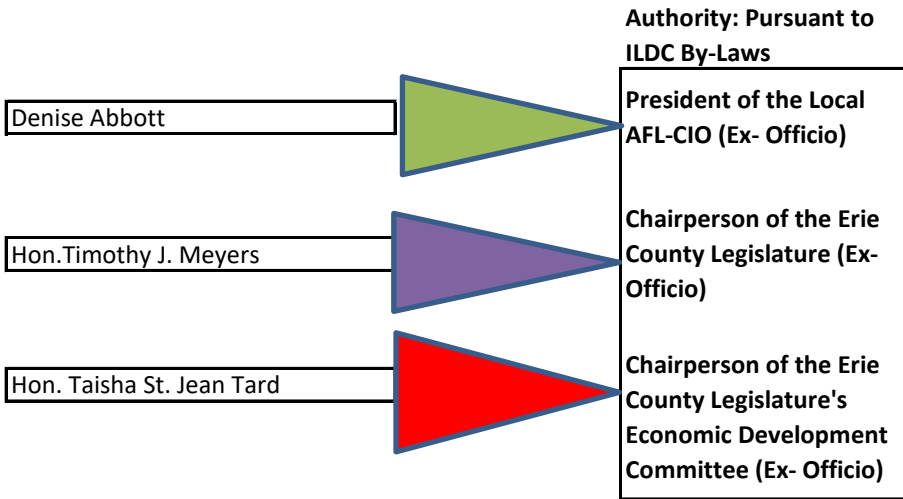 Authority: Pursuant to
ILDC By-Laws
Denise Abbott
President of the Local
AFL-CIO (Ex- Officio)
Hon.Timothy J. Meyers
Chairperson of the Erie
County Legislature (Ex-
Officio)
Hon. Taisha St. Jean Tard
Chairperson of the Erie
County Legislature's
Economic Development
Committee (Ex- Officio)